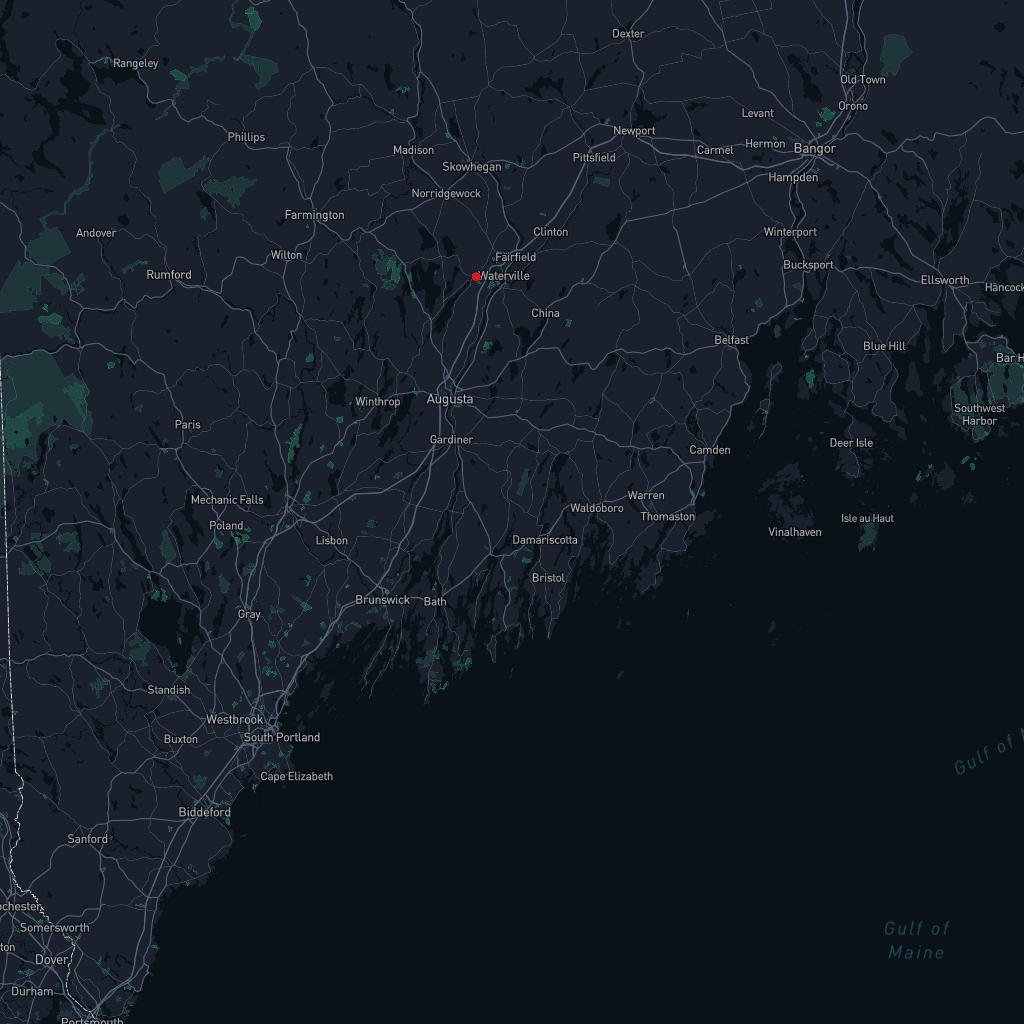 Dexter
Rangeley
Old Town
Orono
Levant
Newport
Phillips
Hermon
Bangor
Madison
Carmel
Pittsfield
Skowhegan
Hampden
Norridgewock
Farmington
Andover
Clinton
Winterport
Wilton
Fairfield
Bucksport
Rumford
Waterville
Ellsworth
Hancock
China
Belfast
Blue Hill
Bar H
Winthrop
Augusta
Southwest
Harbor
Paris
Gardiner
Deer Isle
Camden
Mechanic Falls
Warren
Waldoboro
Thomaston
Isle au Haut
Poland
Vinalhaven
Lisbon
Damariscotta
Bristol
Brunswick
Bath
Gray
Standish
Westbrook
South Portland
Buxton
Gulf of M
Cape Elizabeth
Biddeford
Sanford
ochester
Somersworth
Gulf of
Maine
ton
Dover
Durham
Portsmouth